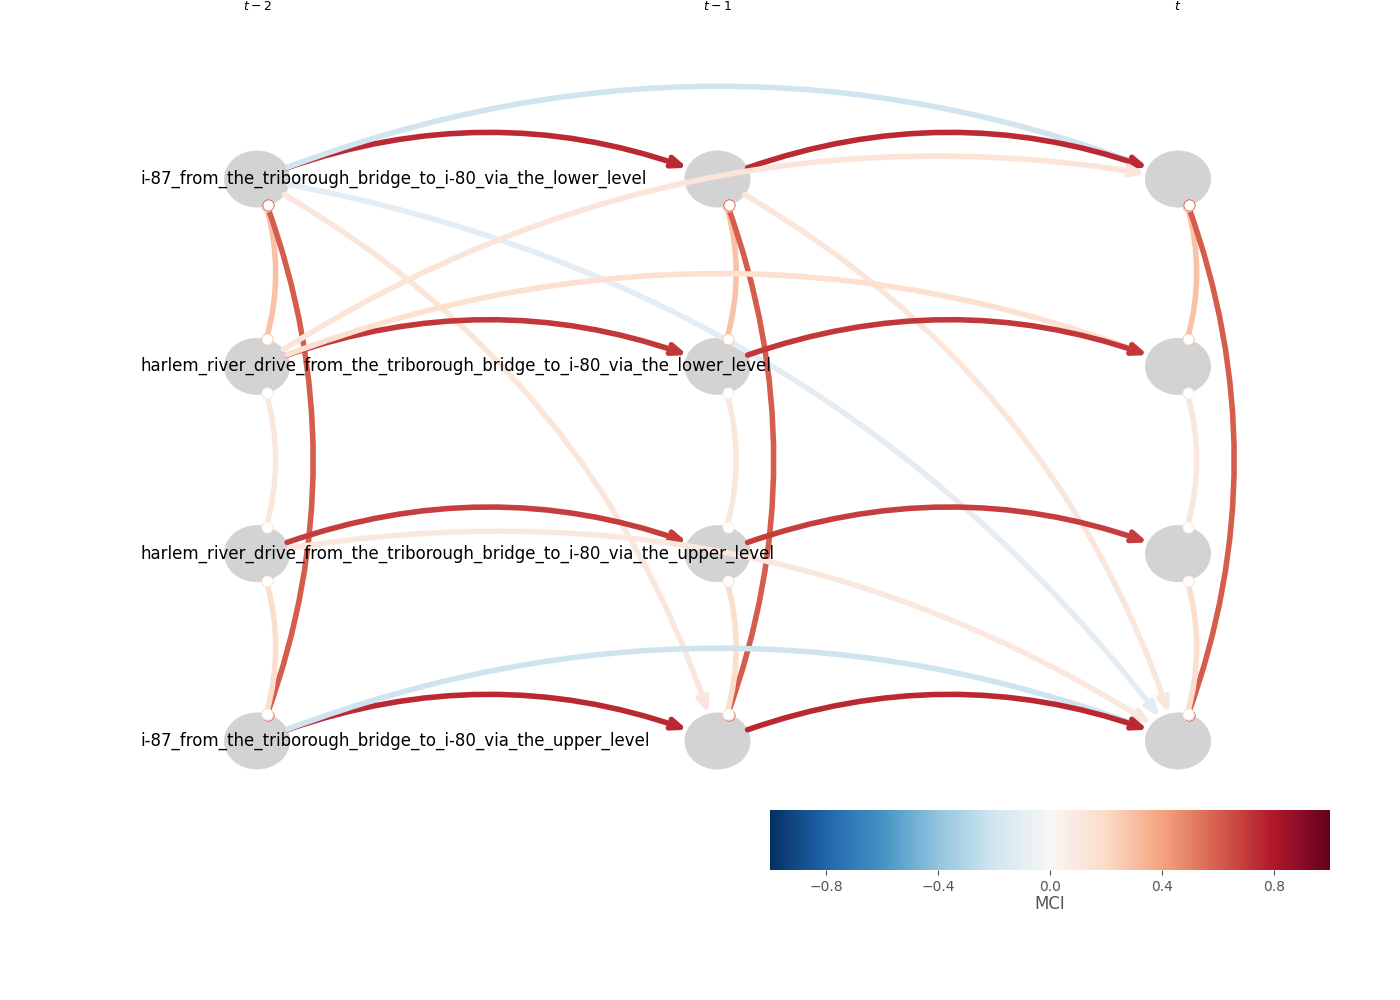 t − 2 t − 1 t
i-87_from_the_triborough_bridge_to_i-80_via_the_lower_level
harlem_river_drive_from_the_triborough_bridge_to_i-80_via_the_lower_level
harlem_river_drive_from_the_triborough_bridge_to_i-80_via_the_upper_level
i-87_from_the_triborough_bridge_to_i-80_via_the_upper_level
−0.8 −0.4 0.0 0.4 0.8
MCI